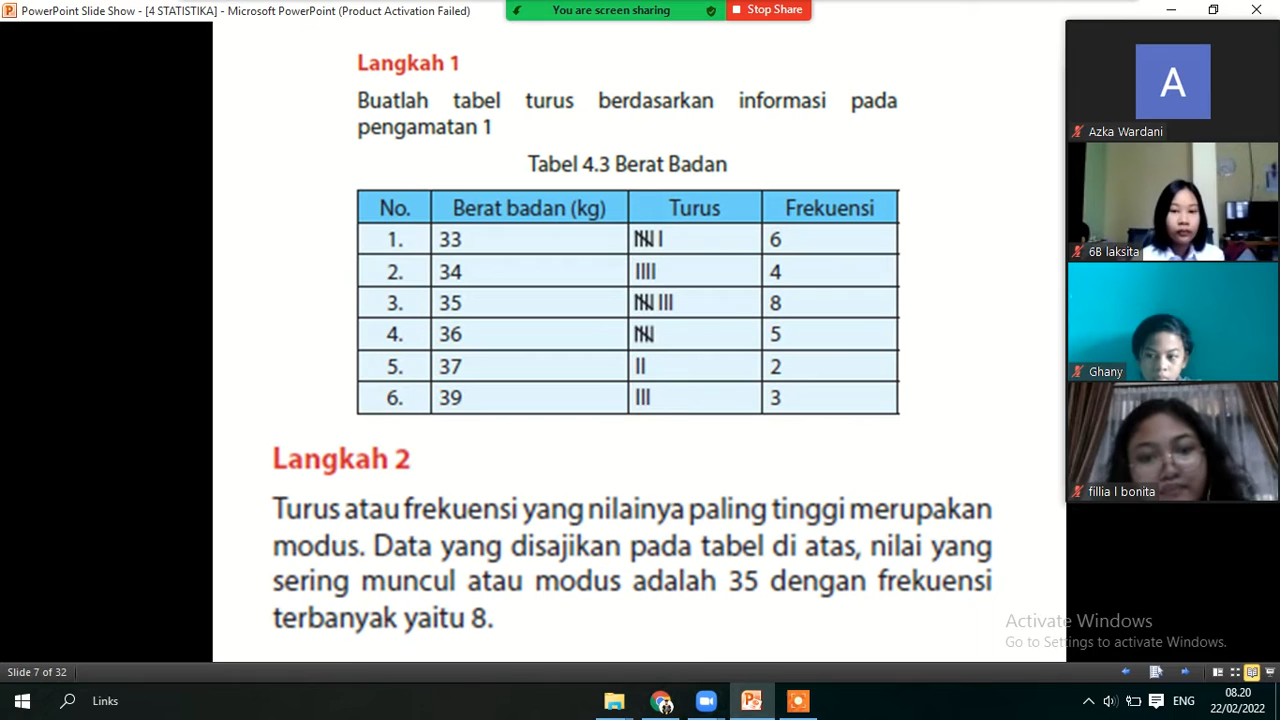 PowerPoint Slide Show - [4 STATISTIKA] - Microsoft PowerPoint (Product Activation Failed)
You are screen sharing
Stop Share
Langkah 1
Buatlah tabel turus berdasarkan informasi pada
pengamatan 1
Tabel 4.3 Berat Badan
No. Berat badan (kg) Turus Frekuensi
1. 33 6
2. 34 4
3. 35 8
4. 36 5
5. 37 2
6. 39 3
Langkah 2
Turus atau frekuensi yang nilainya paling tinggi merupakan
modus. Data yang disajikan pada tabel di atas, nilai yang
sering muncul atau modus adalah 35 dengan frekuensi
terbanyak yaitu 8.
A
Azka Wardani
6B laksita
Ghany
fillia l bonita
Activate Windows
Go to Settings to activate Windows.
Slide 7 of 32
Links
ENG
08.20
22/02/2022